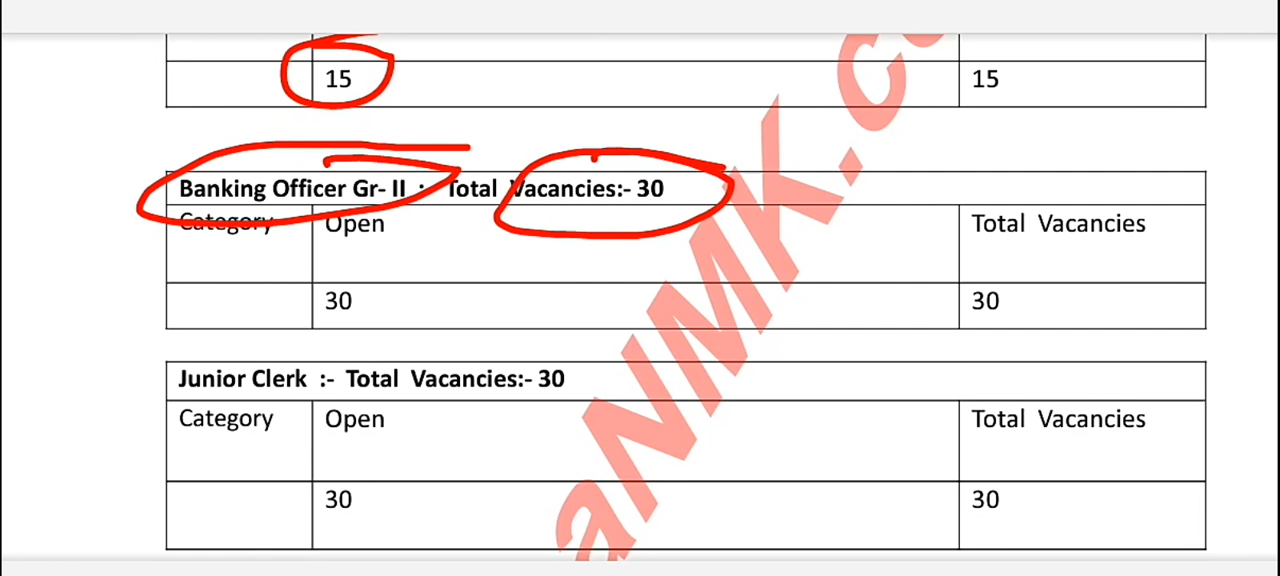 15 15
Banking Officer Gr- II :- Total Vacancies:- 30
Category Open Total Vacancies
30 30
Junior Clerk :- Total Vacancies:- 30
Category Open Total Vacancies
30 30
aNMK.c